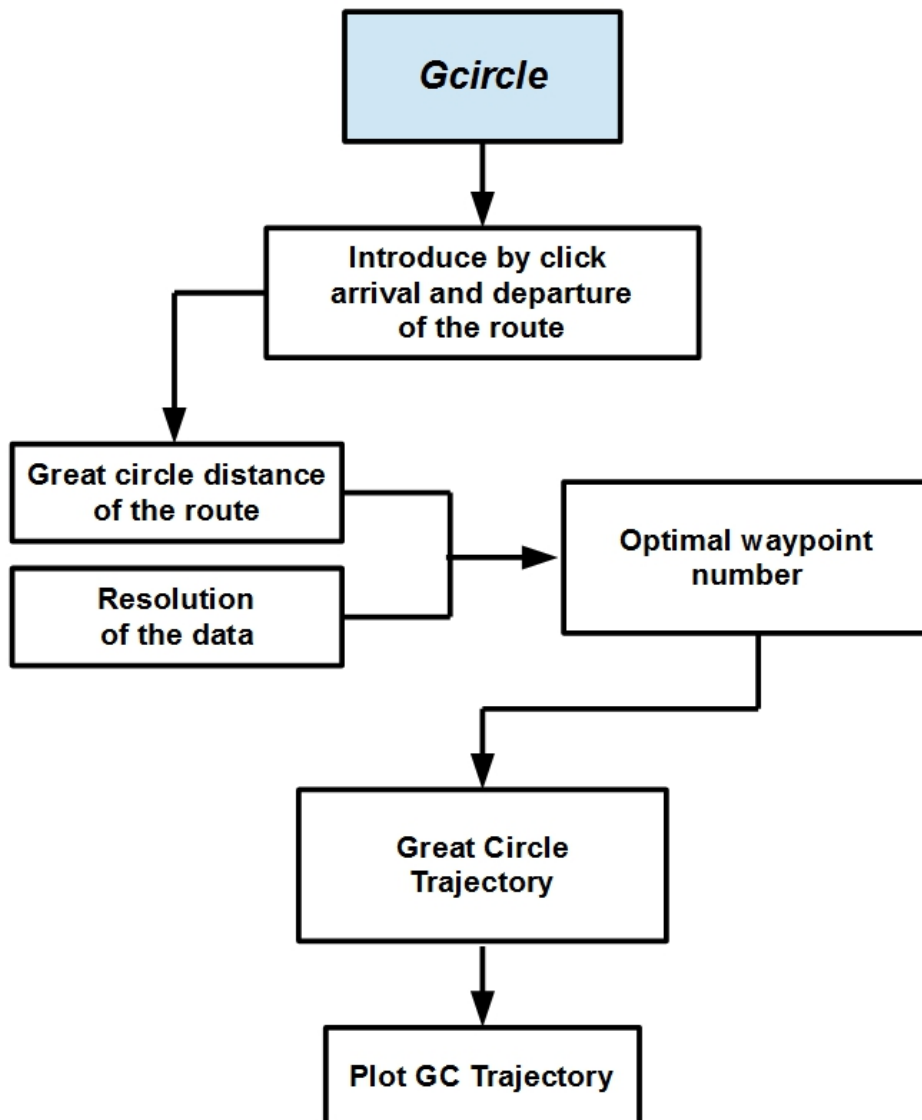 Gcircle
Introduce by click
arrival and departure
of the route
Great circle distance
of the route
Resolution
of the data
Optimal waypoint
number
Great Circle
Trajectory
Plot GC Trajectory